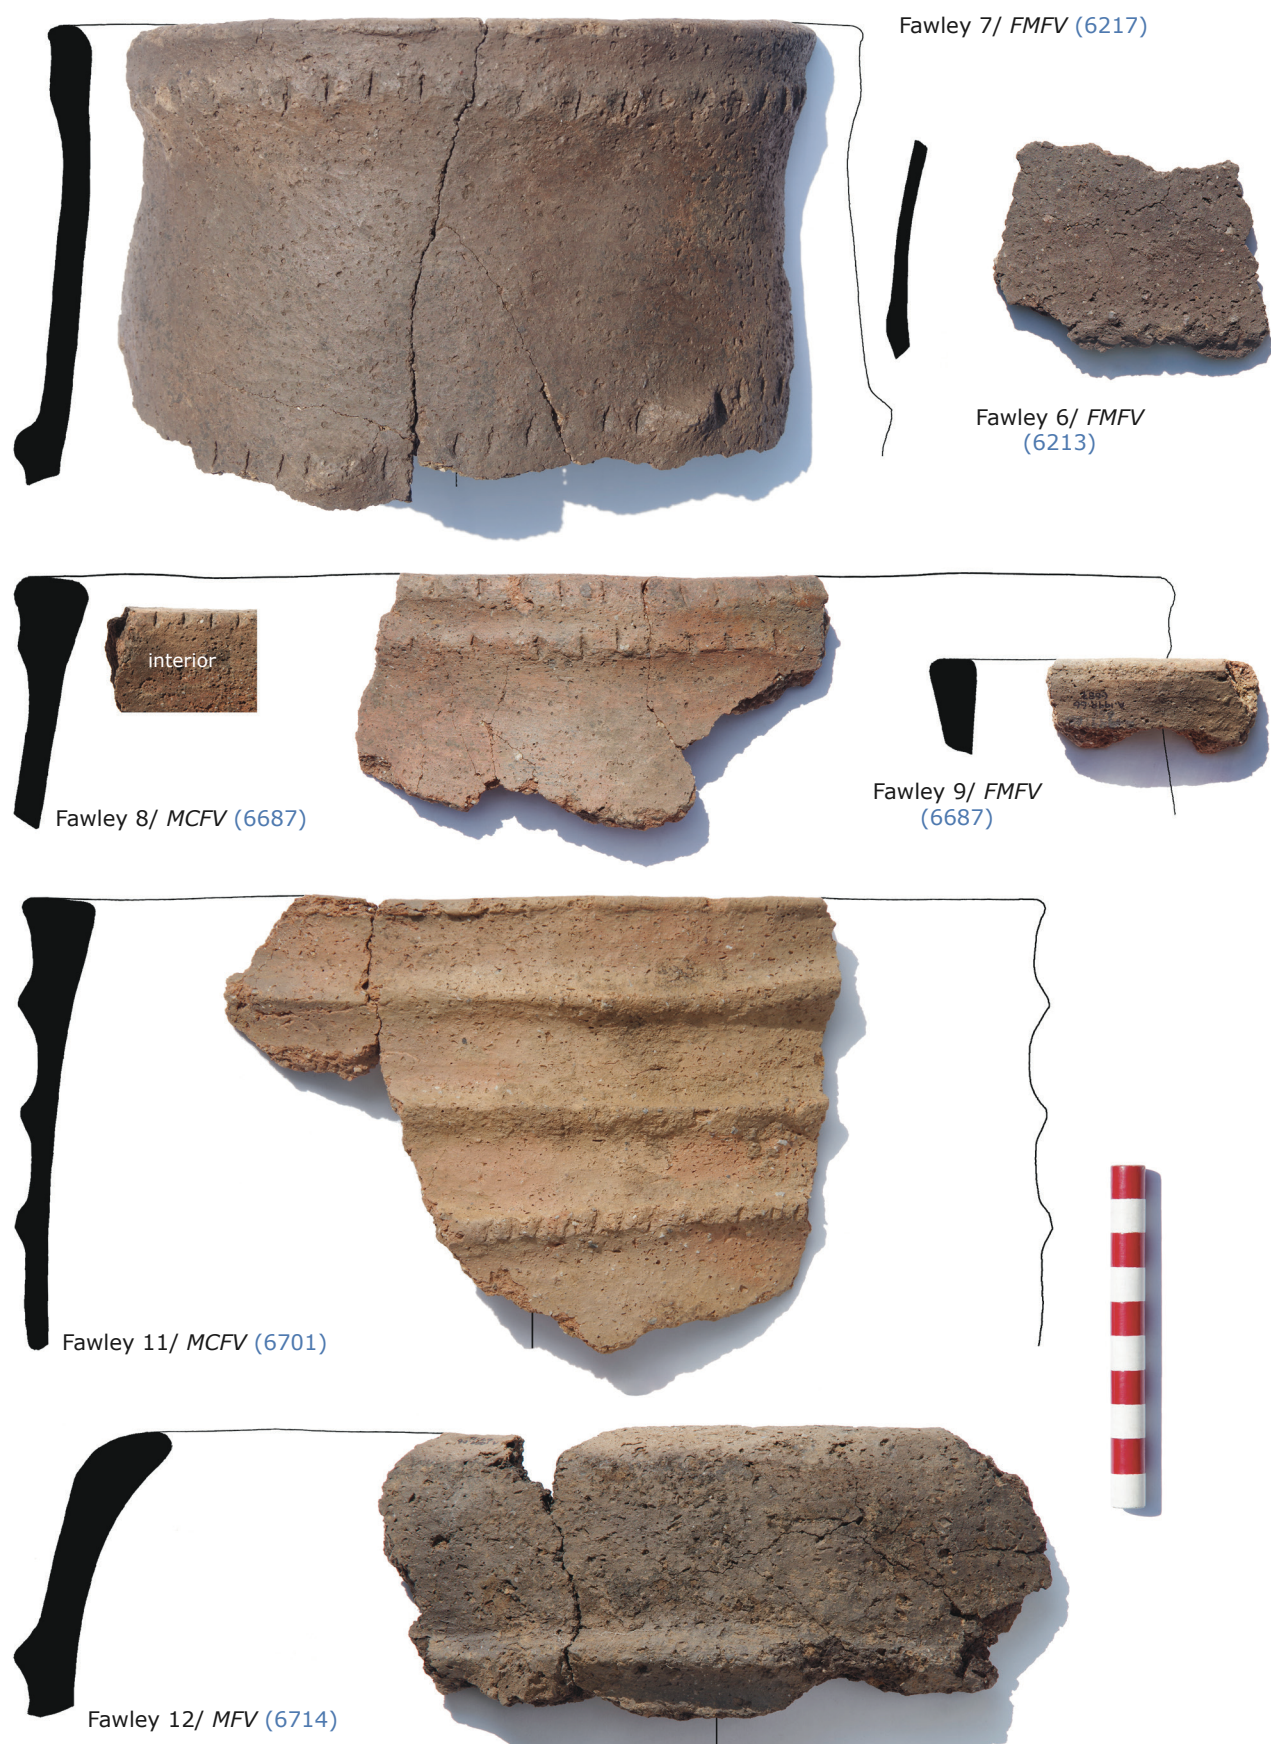 Fawley 7/ FMFV (6217)
Fawley 6/ FMFV
(6213)
interior
Fawley 8/ MCFV (6687)
Fawley 9/ FMFV
(6687)
Fawley 11/ MCFV (6701)
Fawley 12/ MFV (6714)